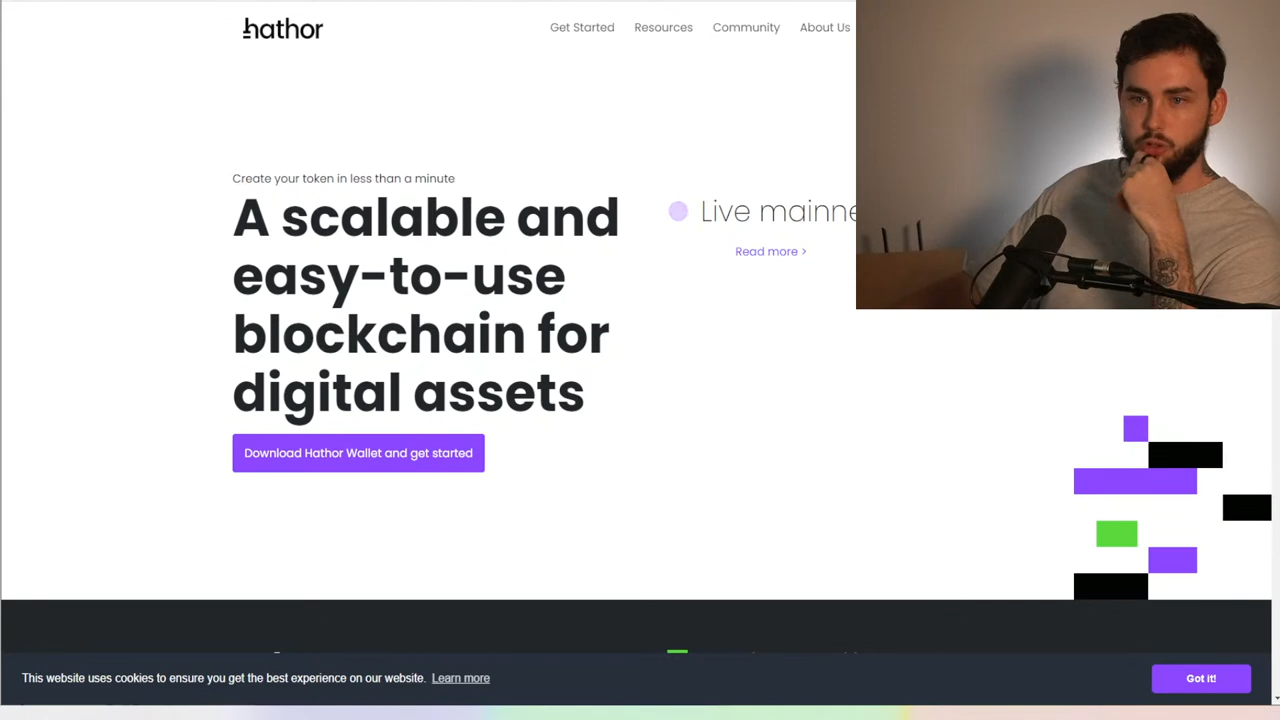 hathor
Get Started Resources Community About Us
Create your token in less than a minute
A scalable and
easy-to-use
blockchain for
digital assets
Live mainne
Read more >
Download Hathor Wallet and get started
This website uses cookies to ensure you get the best experience on our website. Learn more
Got it!